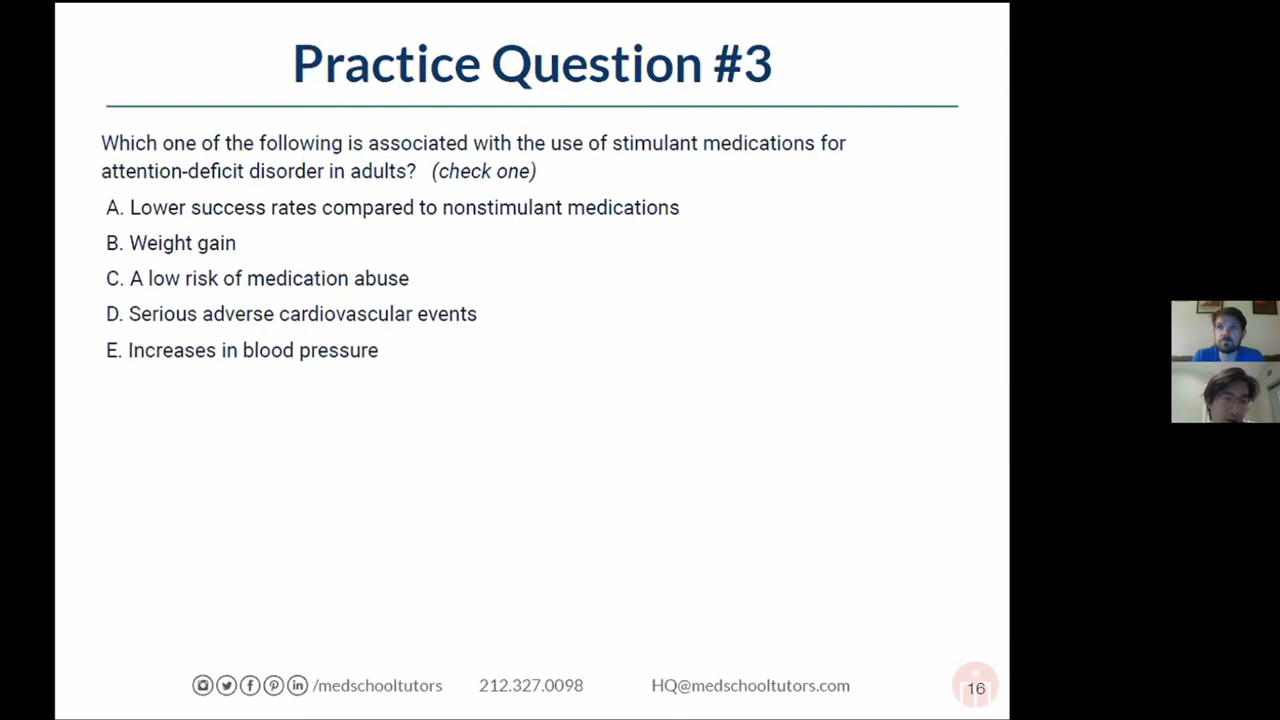 Practice Question #3
Which one of the following is associated with the use of stimulant medications for
attention-deficit disorder in adults? (check one)
A. Lower success rates compared to nonstimulant medications
B. Weight gain
C. A low risk of medication abuse
D. Serious adverse cardiovascular events
E. Increases in blood pressure
/medschooltutors 212.327.0098 HQ@medschooltutors.com 16